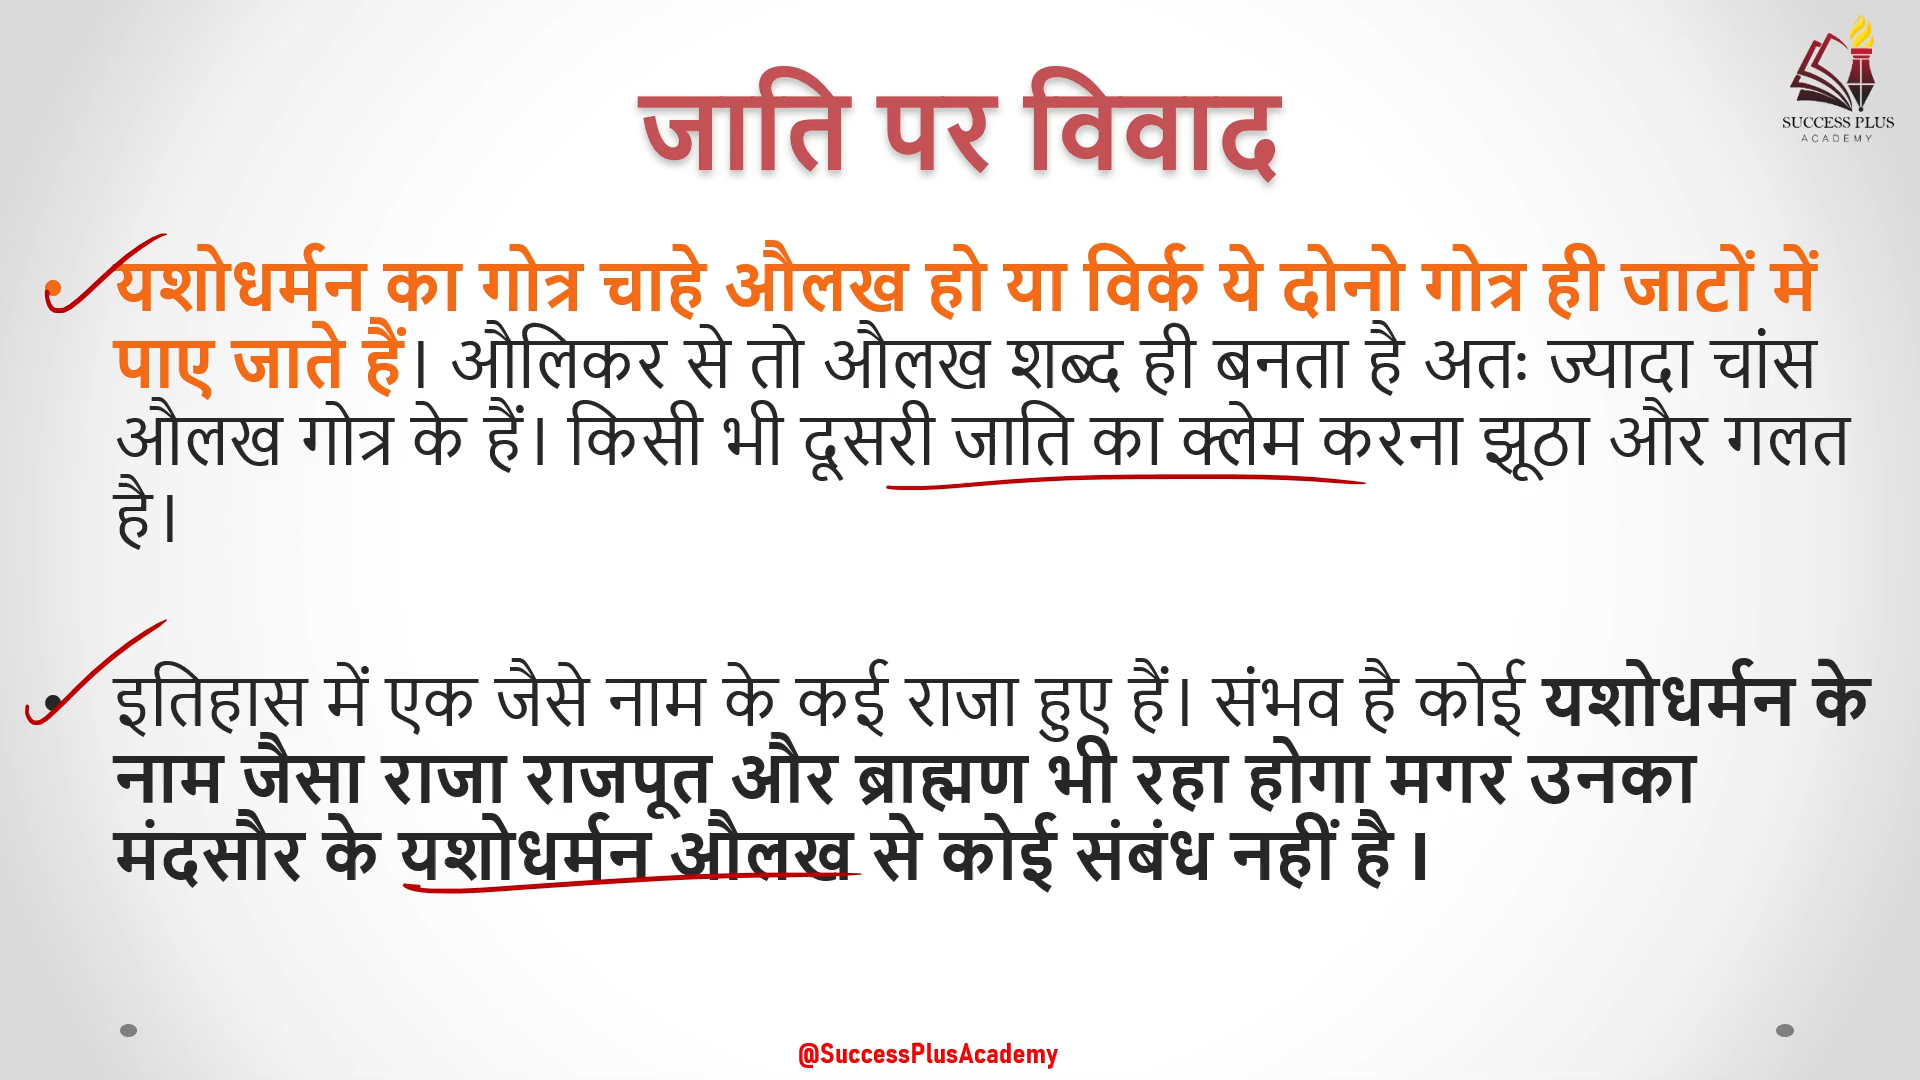 SUCCESS PLUS
ACADEMY
जाति पर विवाद
• यशोधर्मन का गोत्र चाहे औलख हो या विर्क ये दोनो गोत्र ही जाटों में
पाए जाते हैं। औलिकर से तो औलख शब्द ही बनता है अतः ज्यादा चांस
औलख गोत्र के हैं। किसी भी दूसरी जाति का क्लेम करना झूठा और गलत
है।
• इतिहास में एक जैसे नाम के कई राजा हुए हैं। संभव है कोई यशोधर्मन के
नाम जैसा राजा राजपूत और ब्राह्मण भी रहा होगा मगर उनका
मंदसौर के यशोधर्मन औलख से कोई संबंध नहीं है ।
@SuccessPlusAcademy